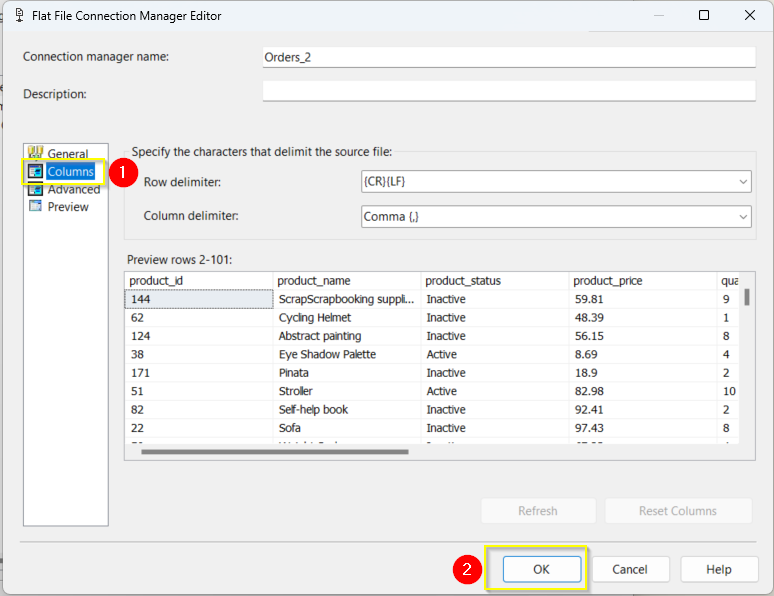 Flat File Connection Manager Editor
Connection manager name: Orders_2
Description:
General
Columns
Advanced
Preview
1
Specify the characters that delimit the source file:
Row delimiter: {CR}{LF}
Column delimiter: Comma {,}
Preview rows 2-101:
product_id product_name product_status product_price qua
144 ScrapScrapbooking suppli... Inactive 59.81 9
62 Cycling Helmet Inactive 48.39 1
124 Abstract painting Inactive 56.15 8
38 Eye Shadow Palette Active 8.69 4
171 Pinata Inactive 18.9 2
51 Stroller Active 82.98 10
82 Self-help book Inactive 92.41 2
22 Sofa Inactive 97.43 8
Refresh Reset Columns
2 OK Cancel Help